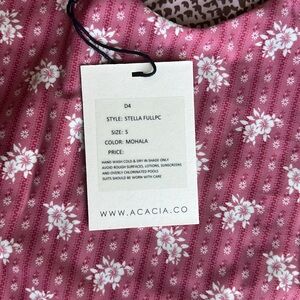 D4
STYLE: STELLA FULLPC
SIZE: S
COLOR: MOHALA
PRICE:
HAND WASH COLD & DRY IN SHADE ONLY
AVOID ROUGH SURFACES, LOTIONS, SUNSCREENS
AND OVERLY CHLORINATED POOLS
SUITS SHOULD BE WORN WITH CARE
WWW.ACACIA.CO